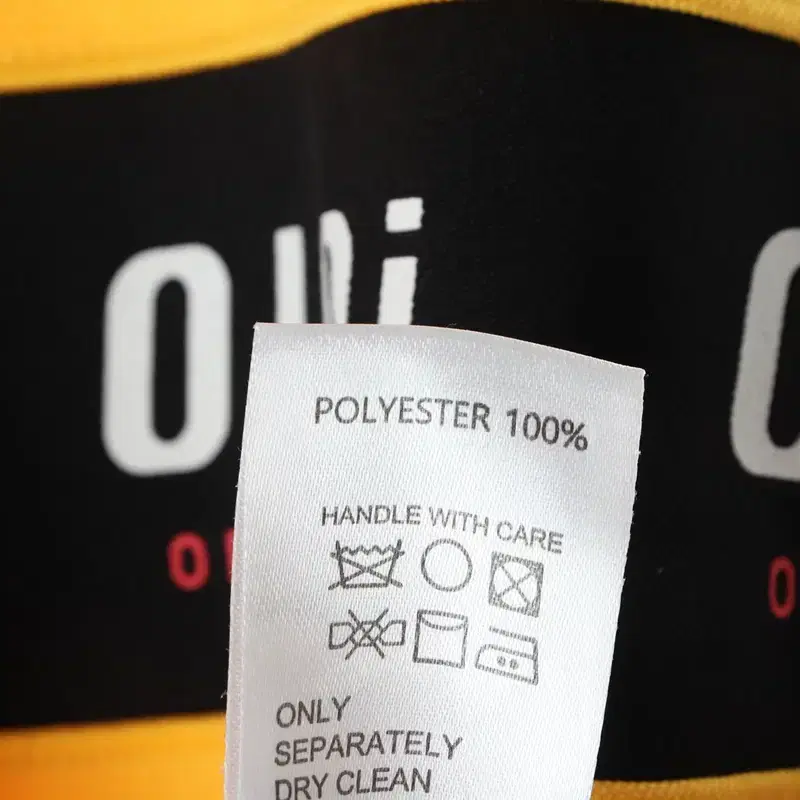 POLYESTER 100%
HANDLE WITH CARE
ONLY
SEPARATELY
DRY CLEAN